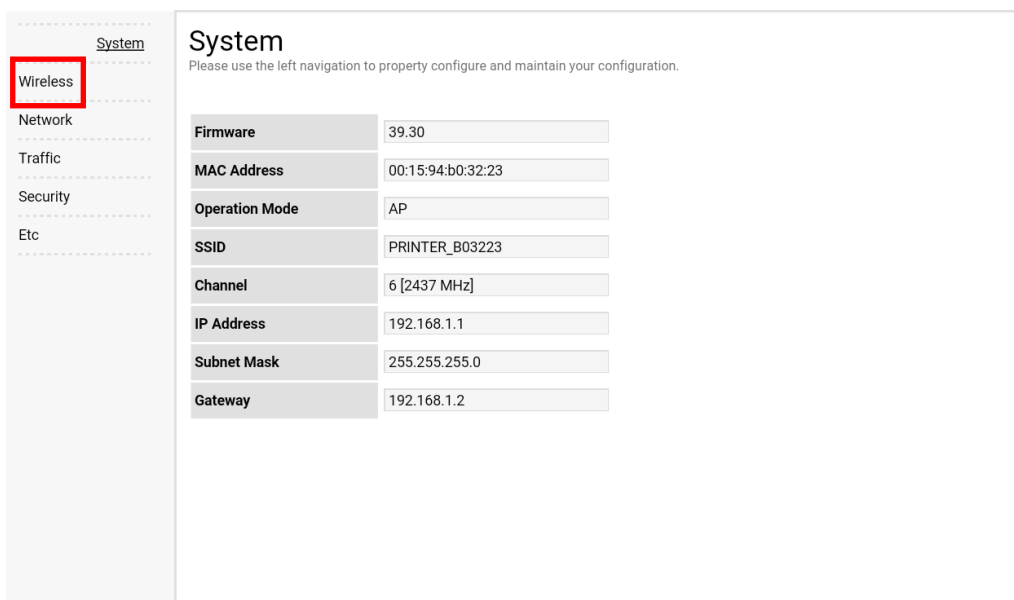 System
Wireless
Network
Traffic
Security
Etc
System
Please use the left navigation to property configure and maintain your configuration.
Firmware 39.30
MAC Address 00:15:94:b0:32:23
Operation Mode AP
SSID PRINTER_B03223
Channel 6 [2437 MHz]
IP Address 192.168.1.1
Subnet Mask 255.255.255.0
Gateway 192.168.1.2